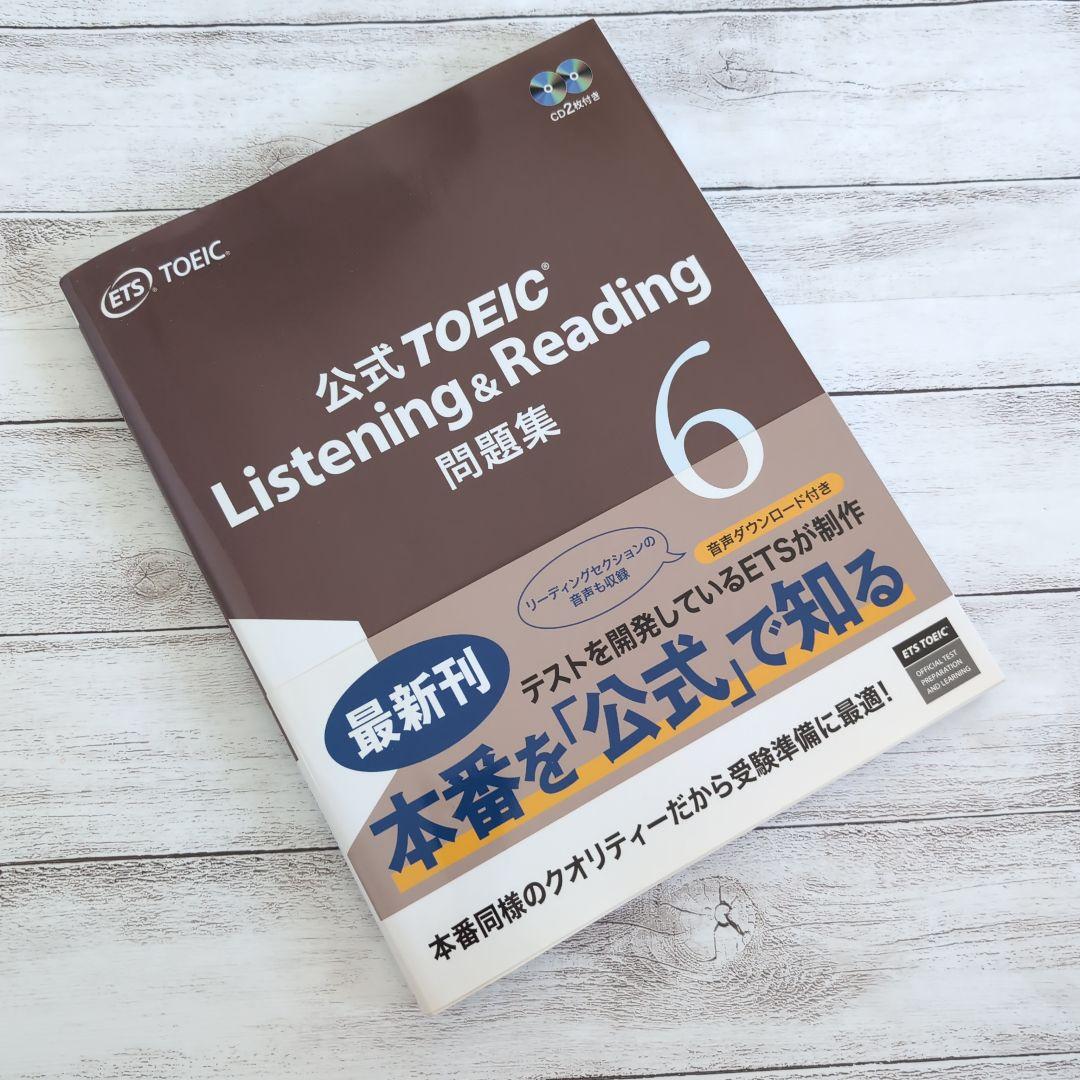 CD2枚付き
ETS® TOEIC®
公式 TOEIC®
Listening & Reading
問題集
6
音声ダウンロード付き
リーディングセクションの
音声も収録
最新刊
テストを開発しているETSが制作
本番を「公式」で知る
ETS TOEIC®
OFFICIAL TEST
PREPARATION
AND LEARNING
本番同様のクオリティーだから受験準備に最適!